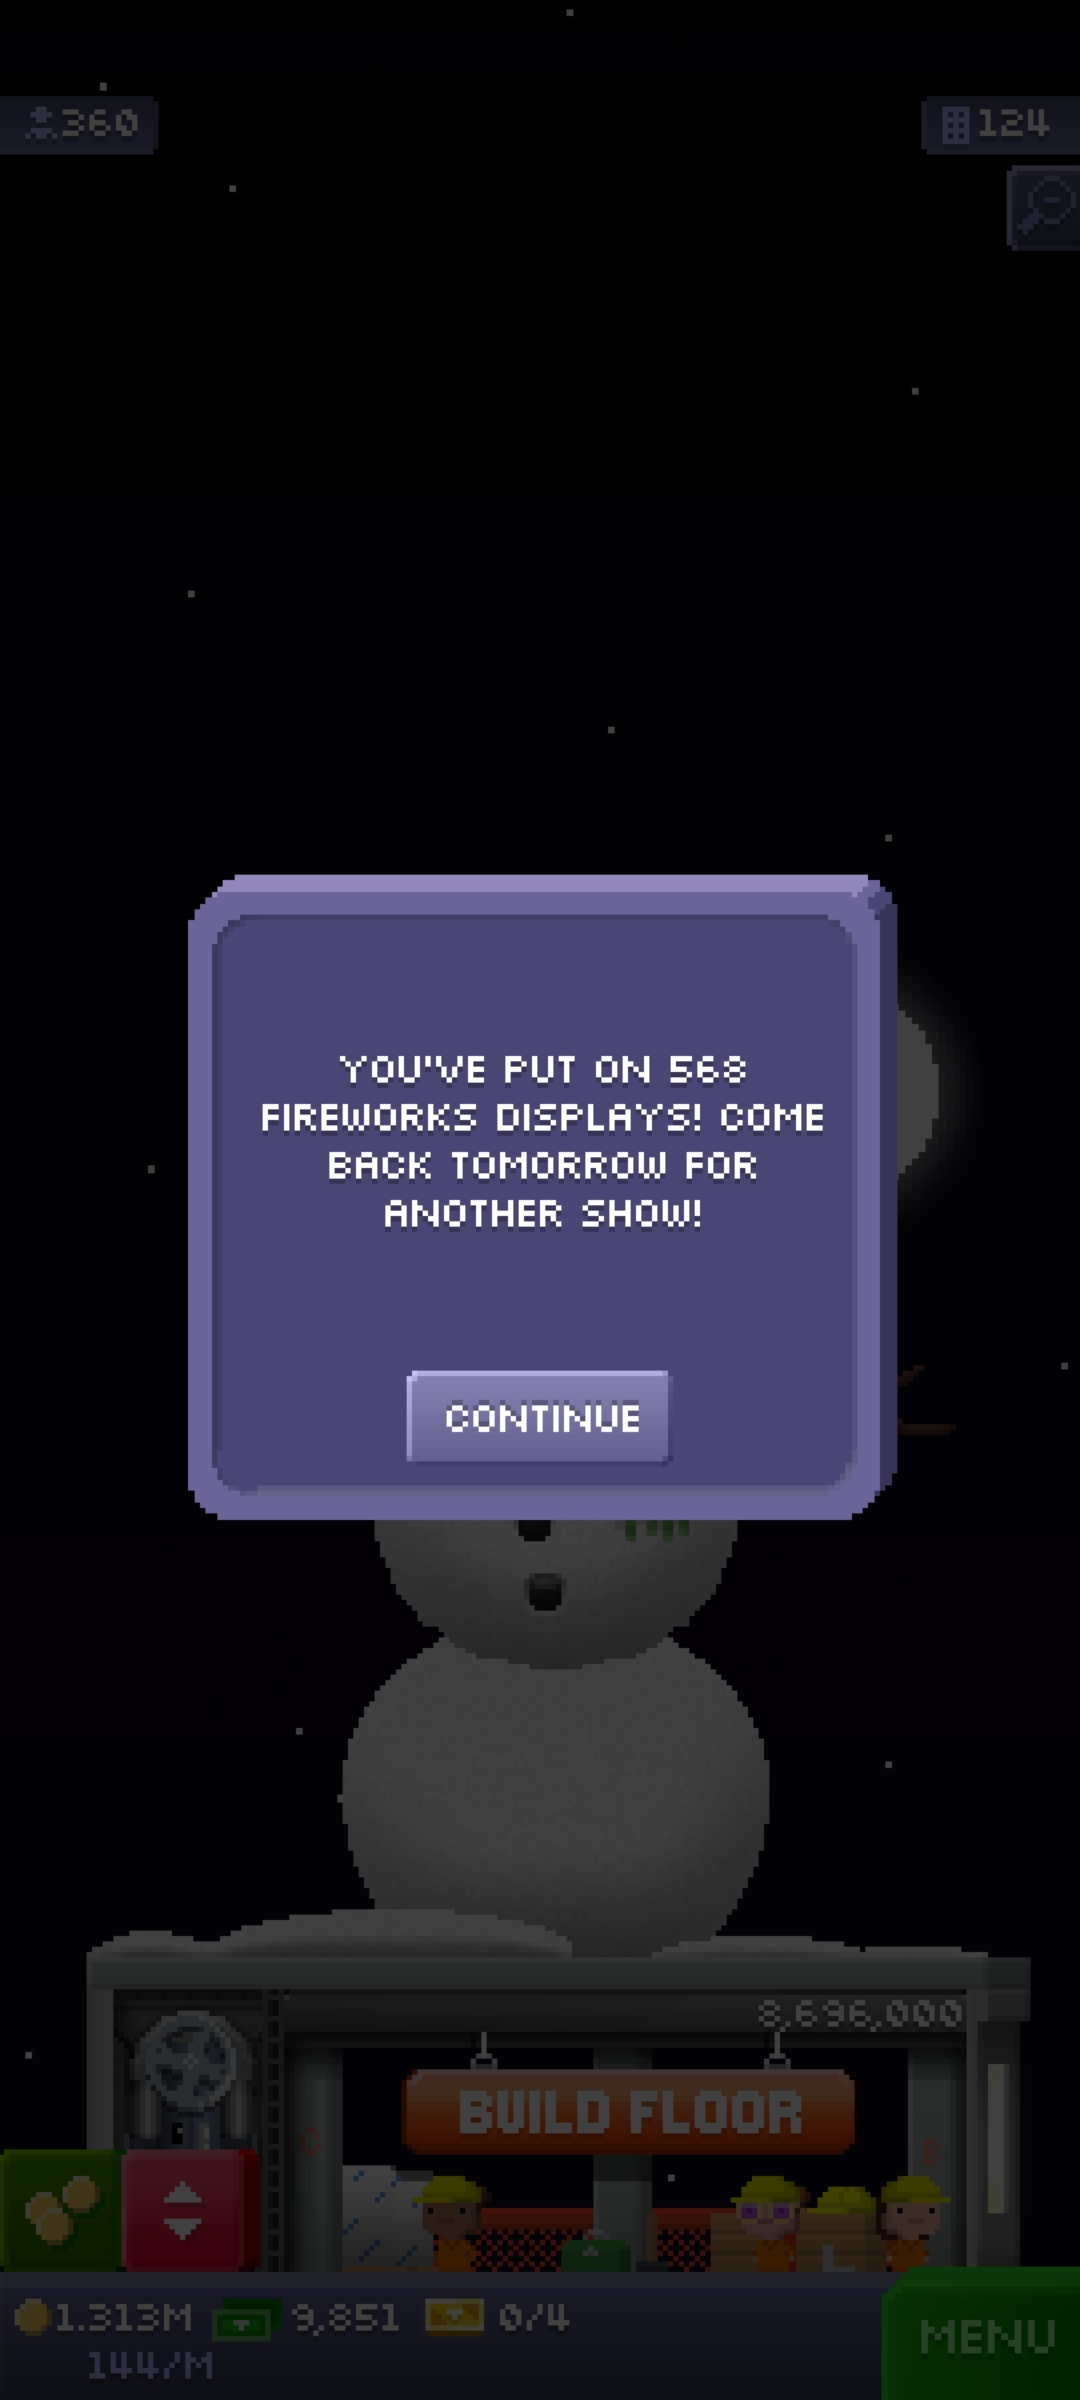 360
124
YOU'VE PUT ON 568
FIREWORKS DISPLAYS! COME
BACK TOMORROW FOR
ANOTHER SHOW!
CONTINUE
8,696,000
BUILD FLOOR
C
B
L
1.313M 9,851 0/4
144/M
MENU